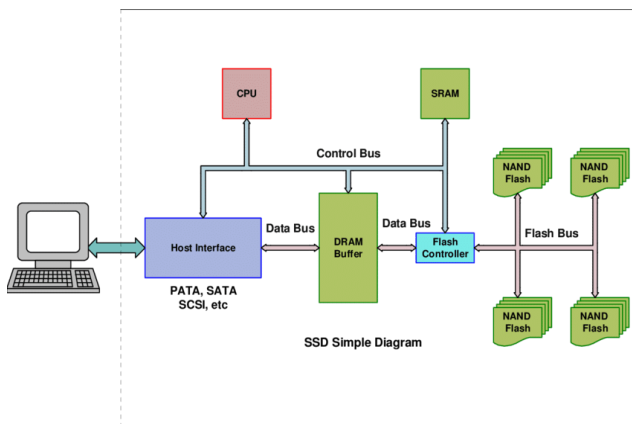 CPU
SRAM
Control Bus
NAND
Flash
NAND
Flash
Data Bus
Data Bus
Host Interface
DRAM
Buffer
Flash
Controller
Flash Bus
PATA, SATA
SCSI, etc
NAND
Flash
NAND
Flash
SSD Simple Diagram